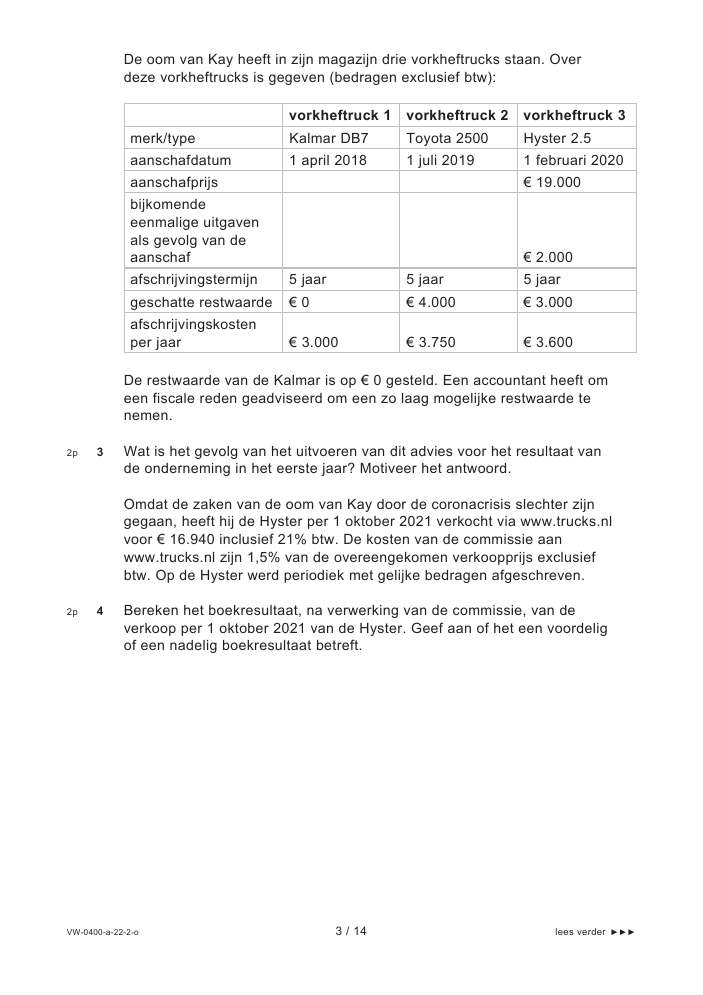 De oom van Kay heeft in zijn magazijn drie vorkheftrucks staan. Over
deze vorkheftrucks is gegeven (bedragen exclusief btw):
vorkheftruck 1 vorkheftruck 2 vorkheftruck 3
merk/type Kalmar DB7 Toyota 2500 Hyster 2.5
aanschafdatum 1 april 2018 1 juli 2019 1 februari 2020
aanschafprijs € 19.000
bijkomende
eenmalige uitgaven
als gevolg van de
aanschaf € 2.000
afschrijvingstermijn 5 jaar 5 jaar 5 jaar
geschatte restwaarde € 0 € 4.000 € 3.000
afschrijvingskosten
per jaar € 3.000 € 3.750 € 3.600
De restwaarde van de Kalmar is op € 0 gesteld. Een accountant heeft om
een fiscale reden geadviseerd om een zo laag mogelijke restwaarde te
nemen.
2p 3 Wat is het gevolg van het uitvoeren van dit advies voor het resultaat van
de onderneming in het eerste jaar? Motiveer het antwoord.
Omdat de zaken van de oom van Kay door de coronacrisis slechter zijn
gegaan, heeft hij de Hyster per 1 oktober 2021 verkocht via www.trucks.nl
voor € 16.940 inclusief 21% btw. De kosten van de commissie aan
www.trucks.nl zijn 1,5% van de overeengekomen verkoopprijs exclusief
btw. Op de Hyster werd periodiek met gelijke bedragen afgeschreven.
2p 4 Bereken het boekresultaat, na verwerking van de commissie, van de
verkoop per 1 oktober 2021 van de Hyster. Geef aan of het een voordelig
of een nadelig boekresultaat betreft.
VW-0400-a-22-2-o 3 / 14 lees verder ►►►